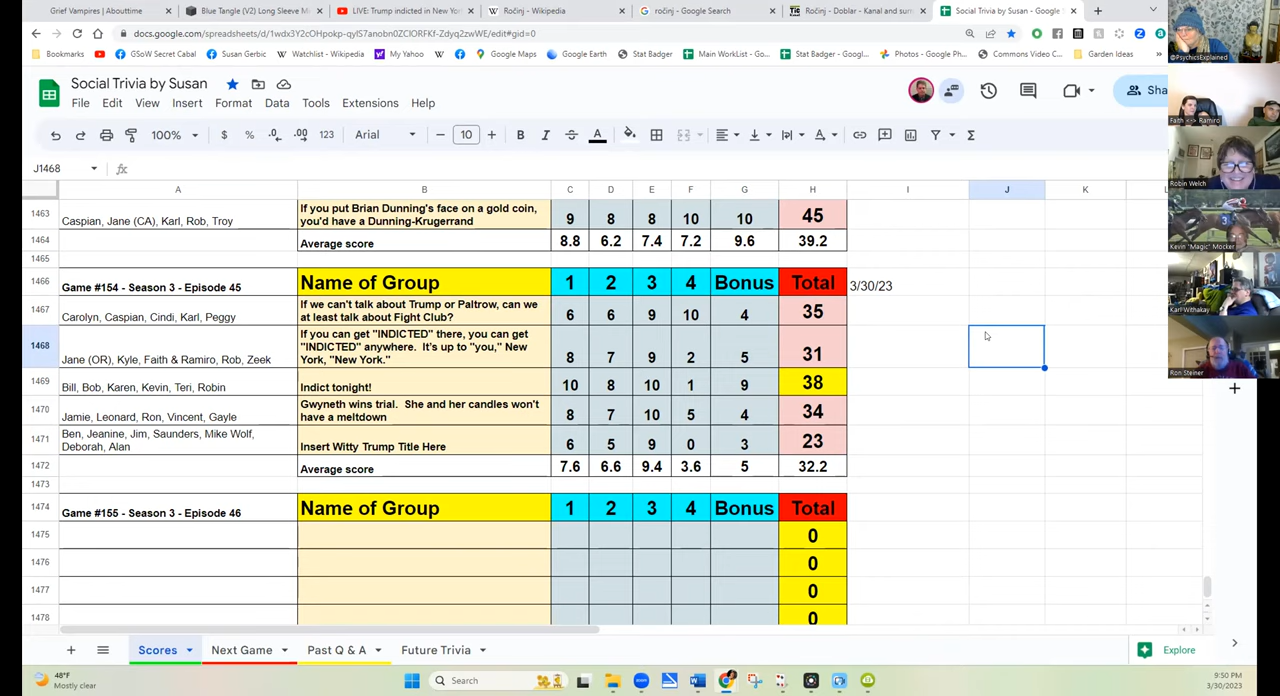 Grief Vampires | Abouttime
Blue Tangle (V2) Long Sleeve M
LIVE: Trump indicted in New Yor
Ročinj - Wikipedia
ročinj - Google Search
Ročinj - Doblar - Kanal and sur
Social Trivia by Susan - Google S
docs.google.com/spreadsheets/d/
edit#gid=0
Bookmarks
GSoW Secret Cabal
Susan Gerbic
Watchlist - Wikipedia
My Yahoo
Google Maps
Google Earth
Stat Badger
Main WorkList - Go...
Stat Badger - Googl...
Photos - Google Ph...
Commons Video C...
Garden Ideas
@PsychicsExplained
Social Trivia by Susan
File Edit View Insert Format Data Tools Extensions Help
Sha
Faith <-> Ramiro
100% $ % .0 .00 123 Arial 10 B I A
J1468 fx
Robin Welch
A B C D E F G H I J K
1463 Caspian, Jane (CA), Karl, Rob, Troy If you put Brian Dunning's face on a gold coin,
you'd have a Dunning-Krugerrand 9 8 8 10 10 45
1464 Average score 8.8 6.2 7.4 7.2 9.6 39.2
Kevin "Magic" Mocker
1465
1466 Game #154 - Season 3 - Episode 45 Name of Group 1 2 3 4 Bonus Total 3/30/23
1467 Carolyn, Caspian, Cindi, Karl, Peggy If we can't talk about Trump or Paltrow, can we
at least talk about Fight Club? 6 6 9 10 4 35
Karl Withakay
1468 Jane (OR), Kyle, Faith & Ramiro, Rob, Zeek If you can get "INDICTED" there, you can get
"INDICTED" anywhere. It's up to "you," New
York, "New York." 8 7 9 2 5 31
Ron Steiner
1469 Bill, Bob, Karen, Kevin, Teri, Robin Indict tonight! 10 8 10 1 9 38
1470 Jamie, Leonard, Ron, Vincent, Gayle Gwyneth wins trial. She and her candles won't
have a meltdown 8 7 10 5 4 34
1471 Ben, Jeanine, Jim, Saunders, Mike Wolf,
Deborah, Alan Insert Witty Trump Title Here 6 5 9 0 3 23
1472 Average score 7.6 6.6 9.4 3.6 5 32.2
1473
1474 Game #155 - Season 3 - Episode 46 Name of Group 1 2 3 4 Bonus Total
1475 0
1476 0
1477 0
1478 0
Scores Next Game Past Q & A Future Trivia Explore
48°F
Mostly clear
Search
9:50 PM
3/30/2023